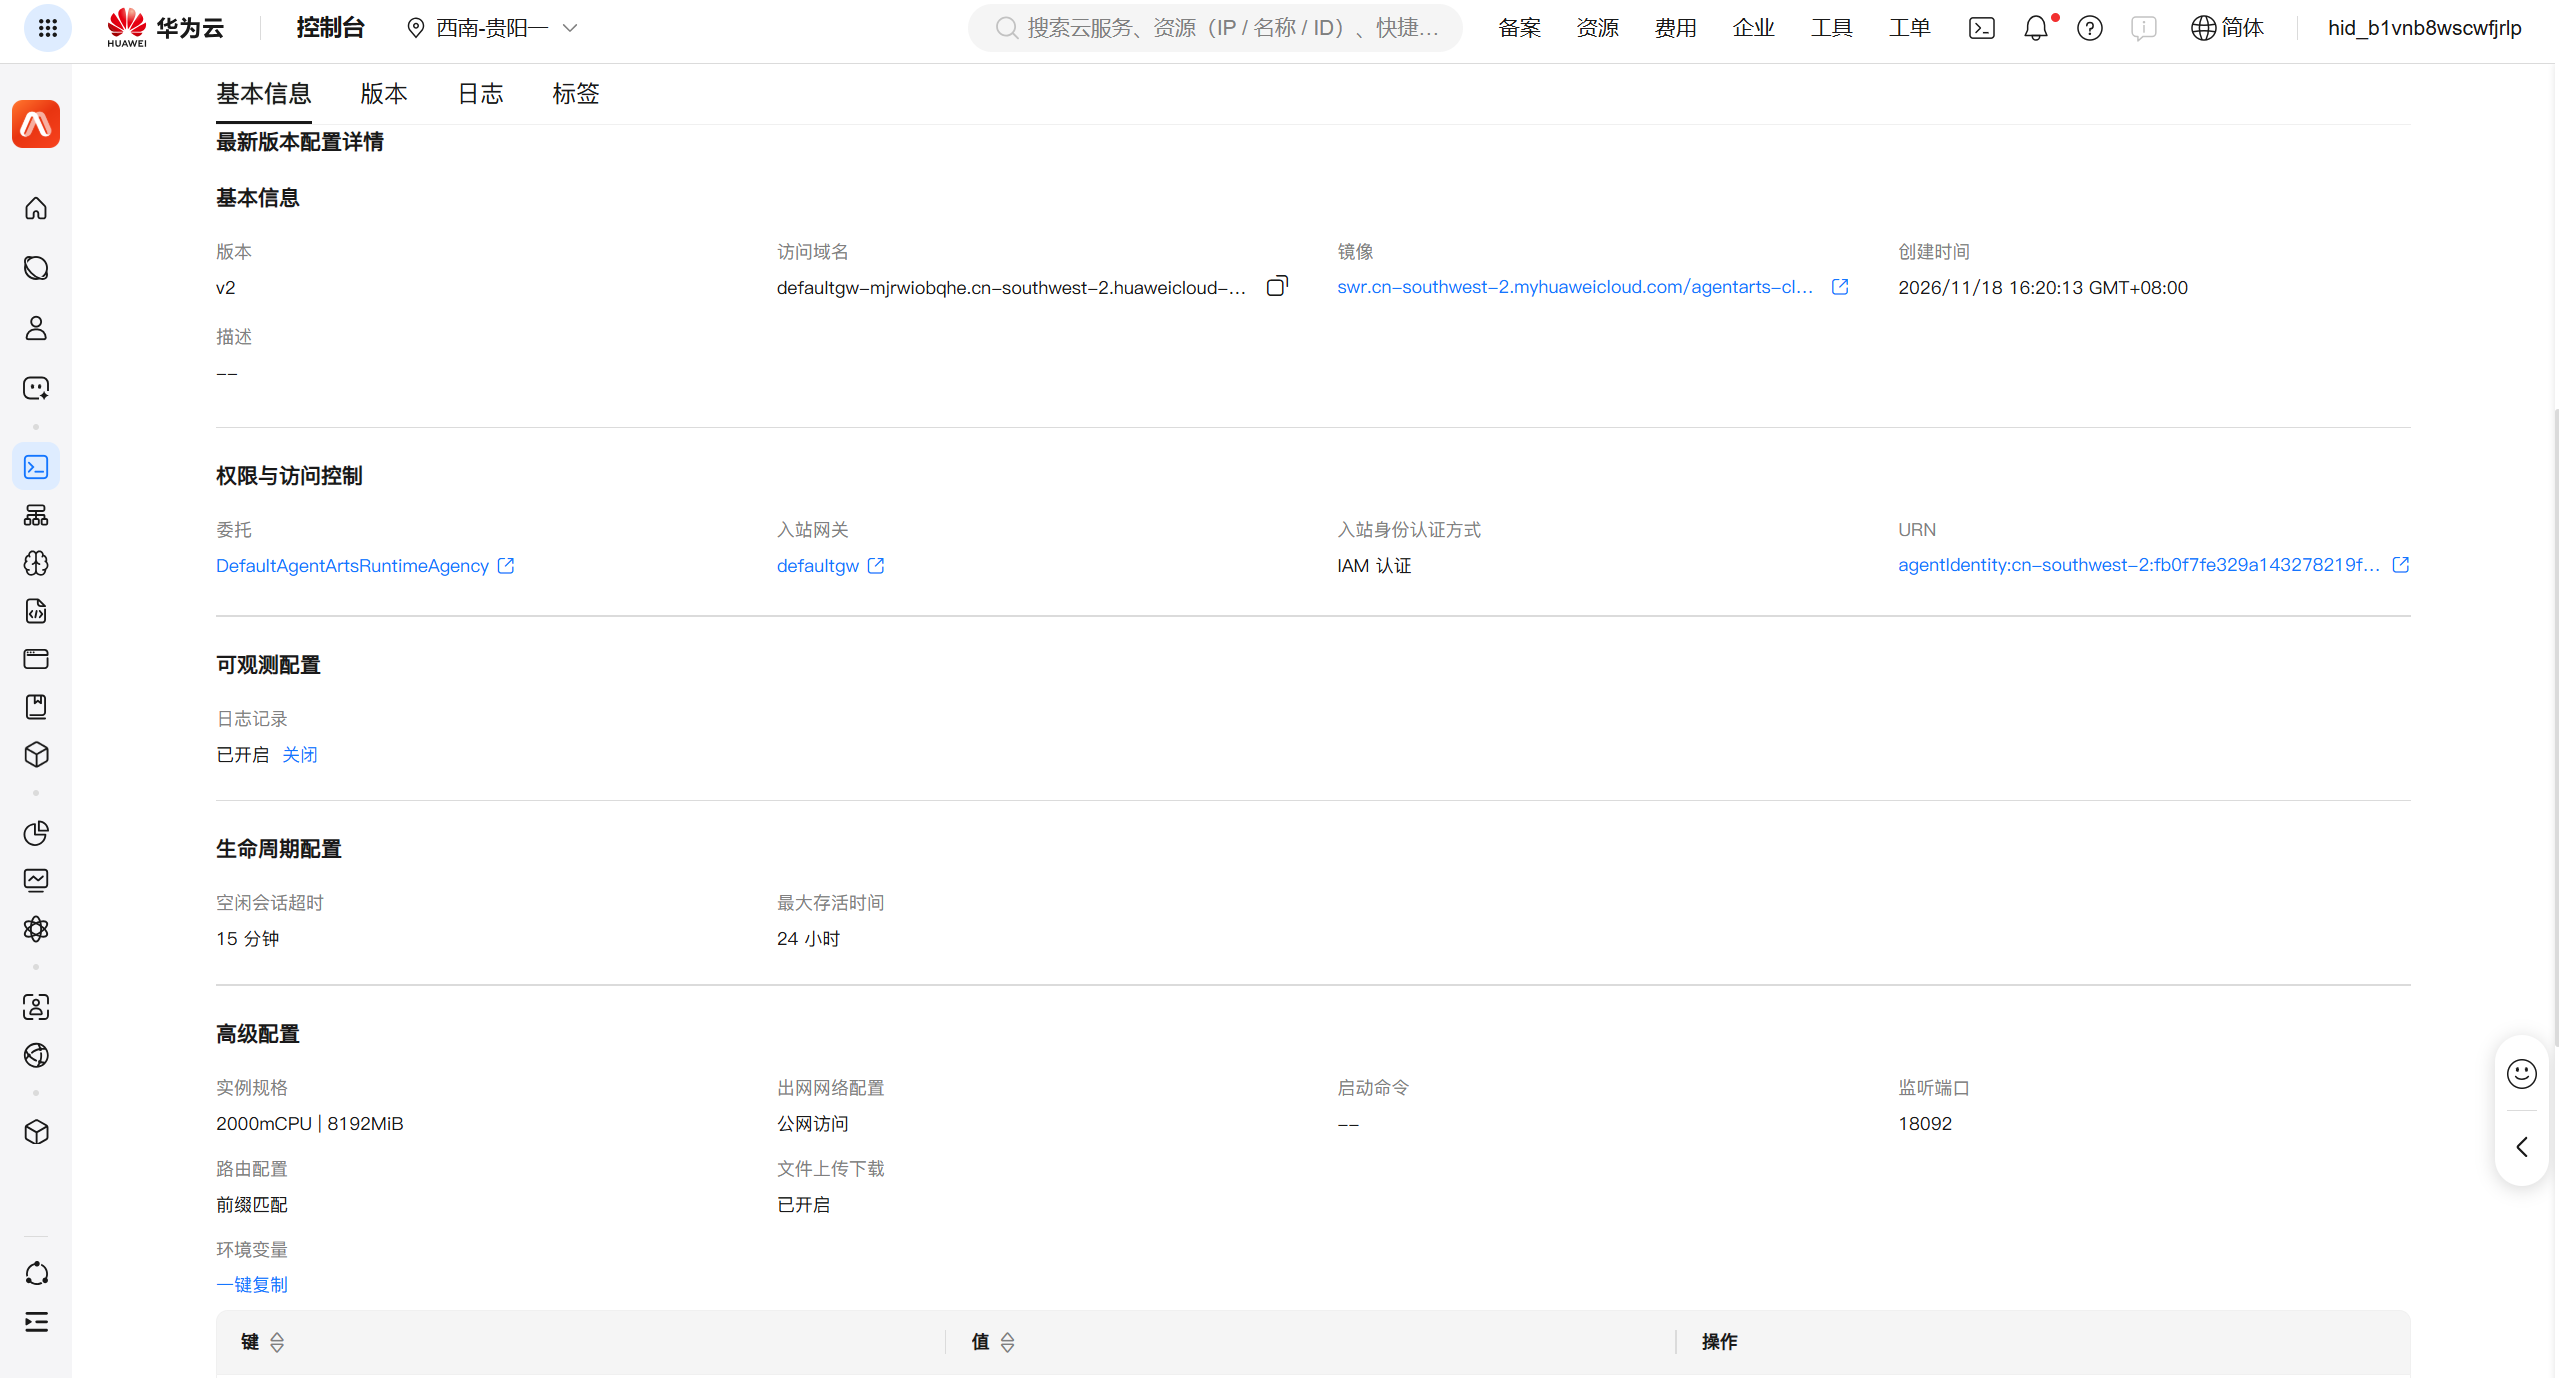 HUAWEI
华为云
控制台
西南-贵阳一
搜索云服务、资源（IP / 名称 / ID）、快捷...
备案
资源
费用
企业
工具
工单
简体
hid_b1vnb8wscwfjrlp
基本信息
版本
日志
标签
最新版本配置详情
基本信息
版本
访问域名
镜像
创建时间
v2
defaultgw-mjrwiobqhe.cn-southwest-2.huaweicloud-...
swr.cn-southwest-2.myhuaweicloud.com/agentarts-cl...
2026/11/18 16:20:13 GMT+08:00
描述
--
权限与访问控制
委托
入站网关
入站身份认证方式
URN
DefaultAgentArtsRuntimeAgency
defaultgw
IAM 认证
agentIdentity:cn-southwest-2:fb0f7fe329a143278219f...
可观测配置
日志记录
已开启 关闭
生命周期配置
空闲会话超时
最大存活时间
15 分钟
24 小时
高级配置
实例规格
出网网络配置
启动命令
监听端口
2000mCPU | 8192MiB
公网访问
--
18092
路由配置
文件上传下载
前缀匹配
已开启
环境变量
一键复制
键
值
操作